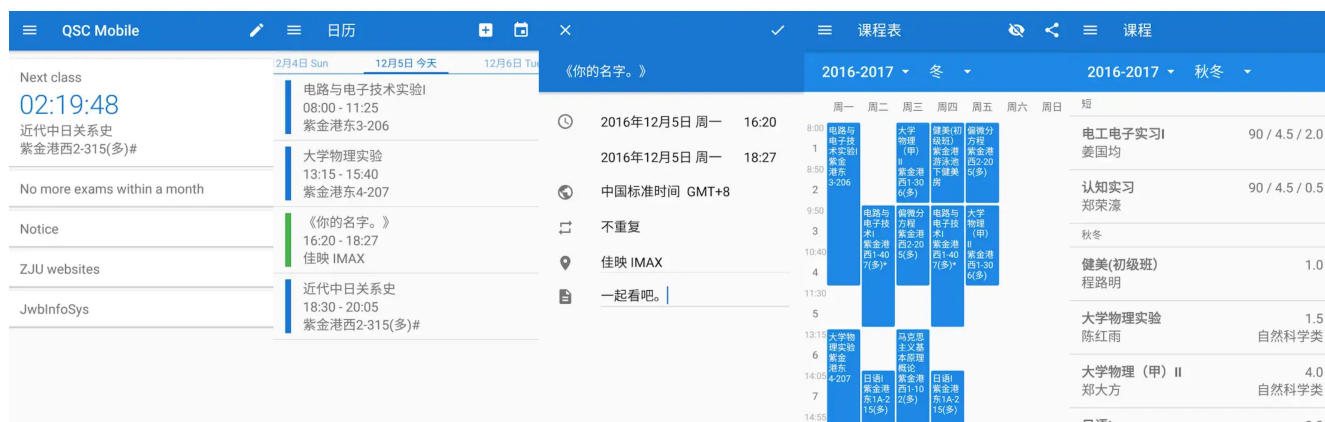 QSC Mobile
Next class
02:19:48
近代中日关系史
紫金港西2-315(多)#
No more exams within a month
Notice
ZJU websites
JwbInfoSys
日历
12月4日 Sun
12月5日 今天
12月6日 Tue
电路与电子技术实验I
08:00 - 11:25
紫金港东3-206
大学物理实验
13:15 - 15:40
紫金港东4-207
《你的名字。》
16:20 - 18:27
佳映 IMAX
近代中日关系史
18:30 - 20:05
紫金港西2-315(多)#
《你的名字。》
2016年12月5日 周一 16:20
2016年12月5日 周一 18:27
中国标准时间 GMT+8
不重复
佳映 IMAX
一起看吧。
课程表
2016-2017 冬
周一 周二 周三 周四 周五 周六 周日
8:00
1
8:50
2
9:50
3
10:40
4
11:30
5
13:15
6
14:05
7
14:55
电路与
电子技
术实验I
紫金
港东
3-206
大学物
理实验
紫金
港东
4-207
电路与
电子技
术I
紫金港
西1-40
7(多)*
日语I
紫金港
东1A-2
15(多)
大学
物理
（甲）
II
紫金港
西1-30
6(多)
偏微分
方程
紫金港
西2-20
5(多)
马克思
主义基
本原理
概论
紫金港
西1-10
2(多)
健美(初
级班)
紫金港
游泳池
下健美
房
电路与
电子技
术I
紫金港
西1-40
7(多)*
日语I
紫金港
东1A-2
15(多)
偏微分
方程
紫金港
西2-20
5(多)
大学
物理
（甲）
II
紫金港
西1-30
6(多)
课程
2016-2017 秋冬
短
电工电子实习I 90 / 4.5 / 2.0
姜国均
认知实习 90 / 4.5 / 0.5
郑荣濠
秋冬
健美(初级班) 1.0
程路明
大学物理实验 1.5
陈红雨 自然科学类
大学物理（甲）II 4.0
郑大方 自然科学类